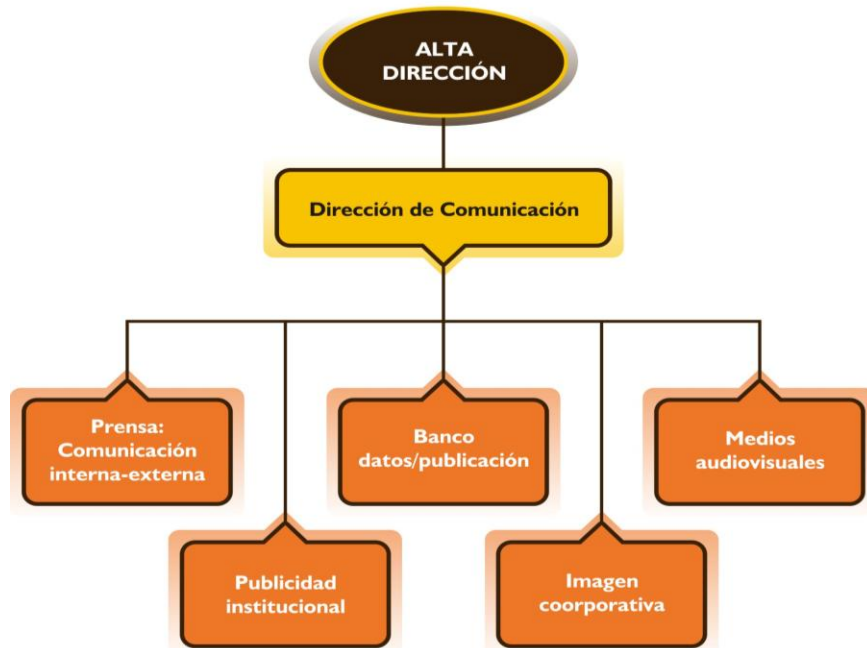 ALTA
DIRECCIÓN
Dirección de Comunicación
Prensa:
Comunicación
interna-externa
Banco
datos/publicación
Medios
audiovisuales
Publicidad
institucional
Imagen
coorporativa